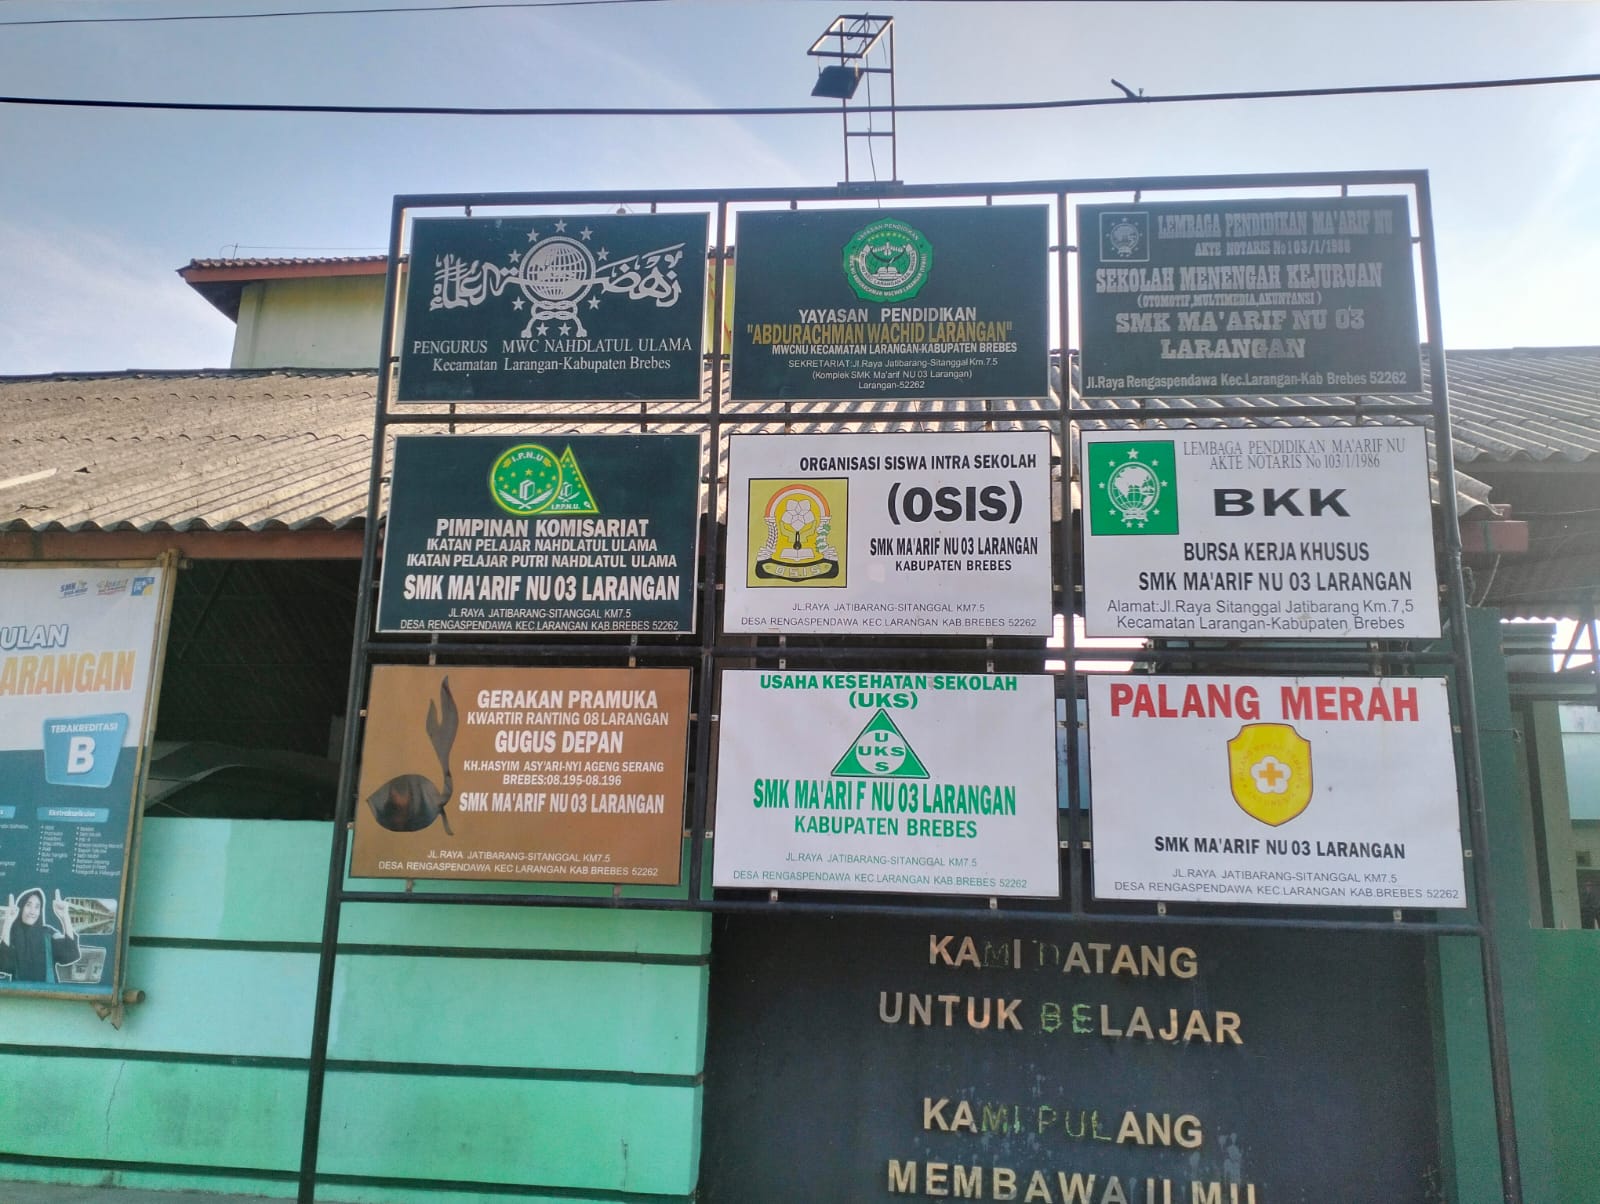 PENGURUS MWC NAHDLATUL ULAMA
Kecamatan Larangan-Kabupaten Brebes
YAYASAN PENDIDIKAN
"ABDURACHMAN WACHID LARANGAN"
MWCNU KECAMATAN LARANGAN-KABUPATEN BREBES
SEKRETARIAT:Jl.Raya Jatibarang-Sitanggal Km.7.5
(Komplek SMK Ma'arif NU 03 Larangan)
Larangan-52262
LEMBAGA PENDIDIKAN MA'ARIF NU
AKTE NOTARIS No 103/1/1986
SEKOLAH MENENGAH KEJURUAN
(OTOMOTIF,MULTIMEDIA,AKUNTANSI)
SMK MA'ARIF NU 03
LARANGAN
Jl.Raya Rengaspendawa Kec.Larangan-Kab Brebes 52262
I.P.N.U
I.P.P.N.U.
PIMPINAN KOMISARIAT
IKATAN PELAJAR NAHDLATUL ULAMA
IKATAN PELAJAR PUTRI NAHDLATUL ULAMA
SMK MA'ARIF NU 03 LARANGAN
JL.RAYA JATIBARANG-SITANGGAL KM7.5
DESA RENGASPENDAWA KEC.LARANGAN KAB.BREBES 52262
ORGANISASI SISWA INTRA SEKOLAH
(OSIS)
SMK MA'ARIF NU 03 LARANGAN
KABUPATEN BREBES
O.S.I.S
JL.RAYA JATIBARANG-SITANGGAL KM7.5
DESA RENGASPENDAWA KEC.LARANGAN KAB.BREBES 52262
LEMBAGA PENDIDIKAN MA'ARIF NU
AKTE NOTARIS No 103/1/1986
BKK
BURSA KERJA KHUSUS
SMK MA'ARIF NU 03 LARANGAN
Alamat:Jl.Raya Sitanggal Jatibarang Km.7,5
Kecamatan Larangan-Kabupaten Brebes
GERAKAN PRAMUKA
KWARTIR RANTING 08 LARANGAN
GUGUS DEPAN
KH.HASYIM ASY'ARI-NYI AGENG SERANG
BREBES:08.195-08.196
SMK MA'ARIF NU 03 LARANGAN
JL.RAYA JATIBARANG-SITANGGAL KM7.5
DESA RENGASPENDAWA KEC.LARANGAN KAB.BREBES 52262
USAHA KESEHATAN SEKOLAH
(UKS)
U
UKS
S
SMK MA'ARIF NU 03 LARANGAN
KABUPATEN BREBES
JL.RAYA JATIBARANG-SITANGGAL KM7.5
DESA RENGASPENDAWA KEC.LARANGAN KAB.BREBES 52262
PALANG MERAH
SMK MA'ARIF NU 03 LARANGAN
JL.RAYA JATIBARANG-SITANGGAL KM7.5
DESA RENGASPENDAWA KEC.LARANGAN KAB.BREBES 52262
KAMI DATANG
UNTUK BELAJAR
KAMI PULANG
MEMBAWA ILMU
ULAN
ARANGAN
TERAKREDITASI
B
Ekstrakurikuler